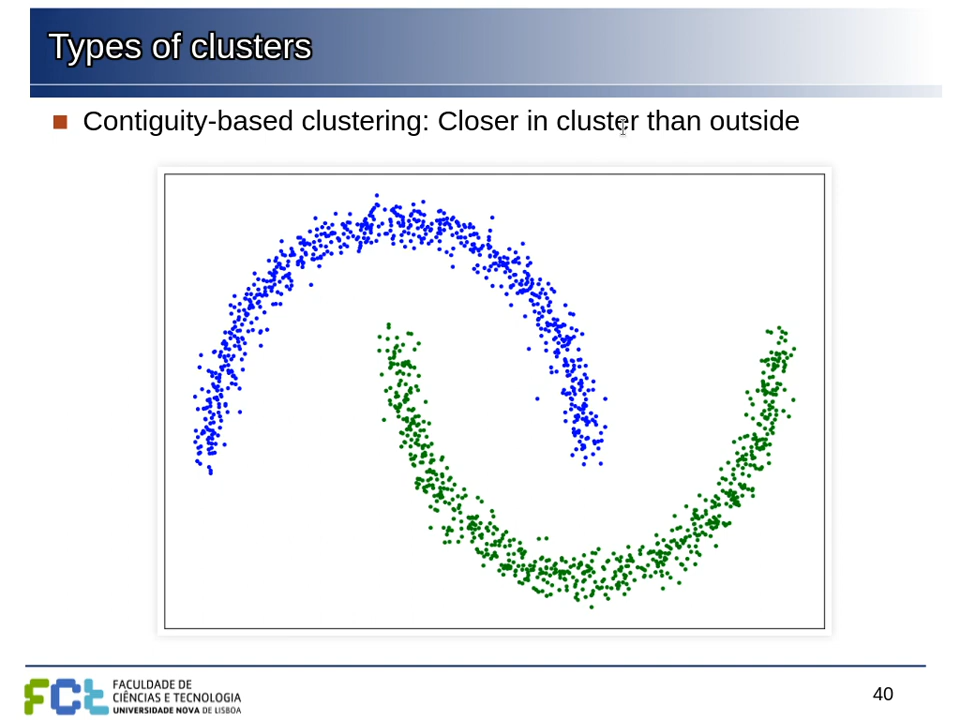 Types of clusters
Contiguity-based clustering: Closer in cluster than outside
FCt
FACULDADE DE
CIÊNCIAS E TECNOLOGIA
UNIVERSIDADE NOVA DE LISBOA
40